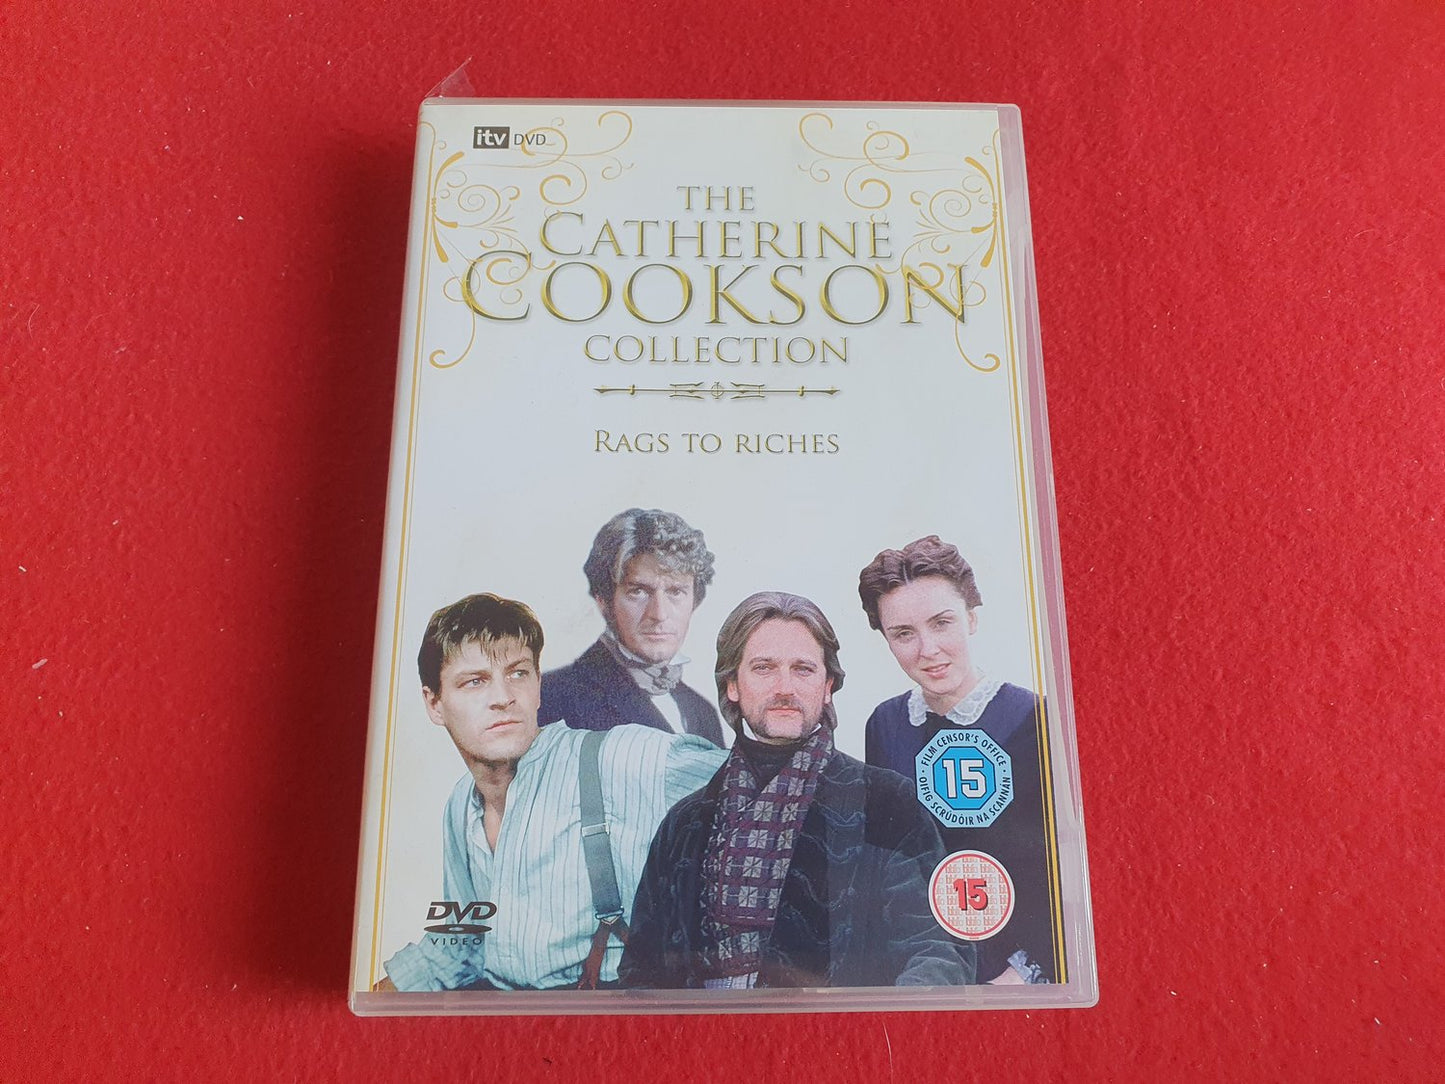 itv DVD
THE
CATHERINE
COOKSON
COLLECTION
RAGS TO RICHES
· FILM CENSOR'S OFFICE ·
15
OIFIG SCRÚDÓIR NA SCANNÁN
15
DVD
VIDEO